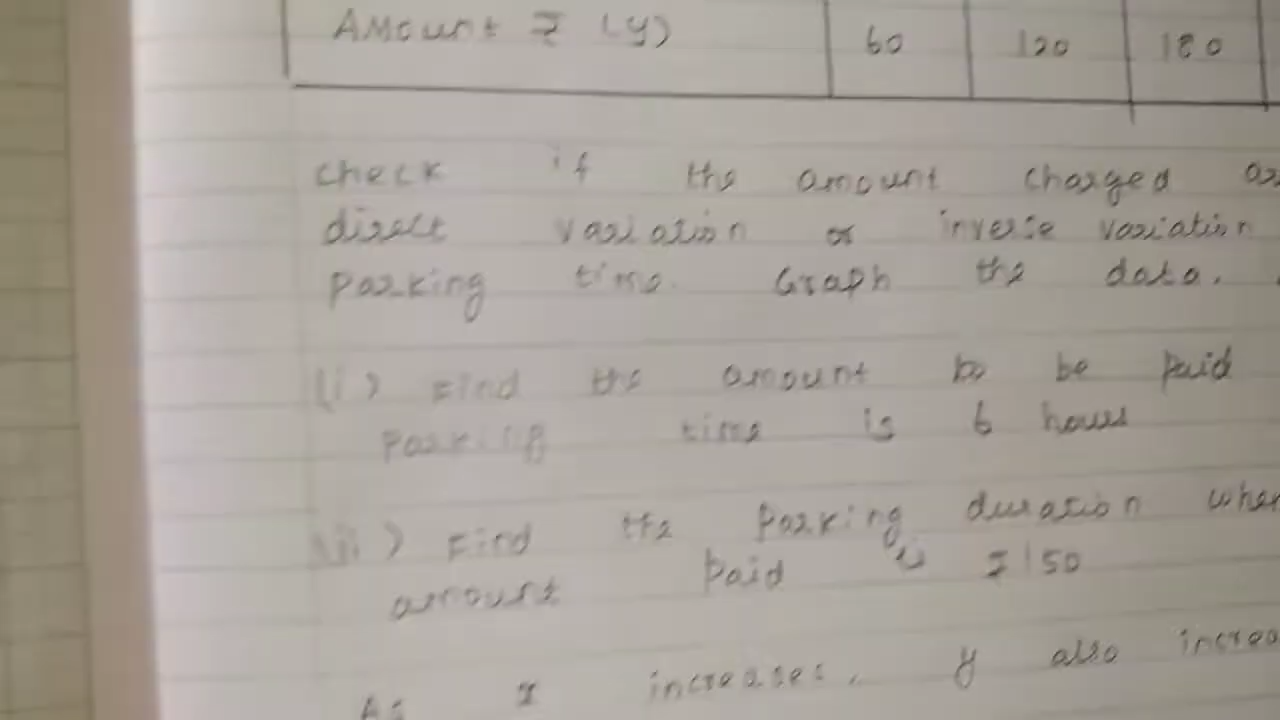 Amount ₹ (y) 60 120 180
check if the amount charged are
direct variation or inverse variation
parking time. Graph the data.
(i) Find the amount to be paid
parking time is 6 hours
(ii) Find the parking duration when
amount paid is ₹150
As x increases, y also increa